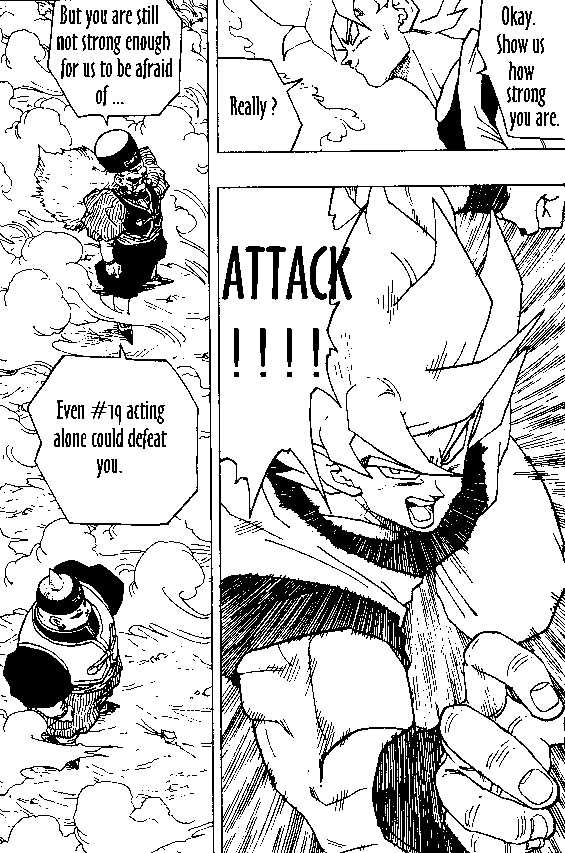 Okay.
Show us
how
strong
you are.
Really ?
ATTACK
!!!!
But you are still
not strong enough
for us to be afraid
of ...
Even #19 acting
alone could defeat
you.